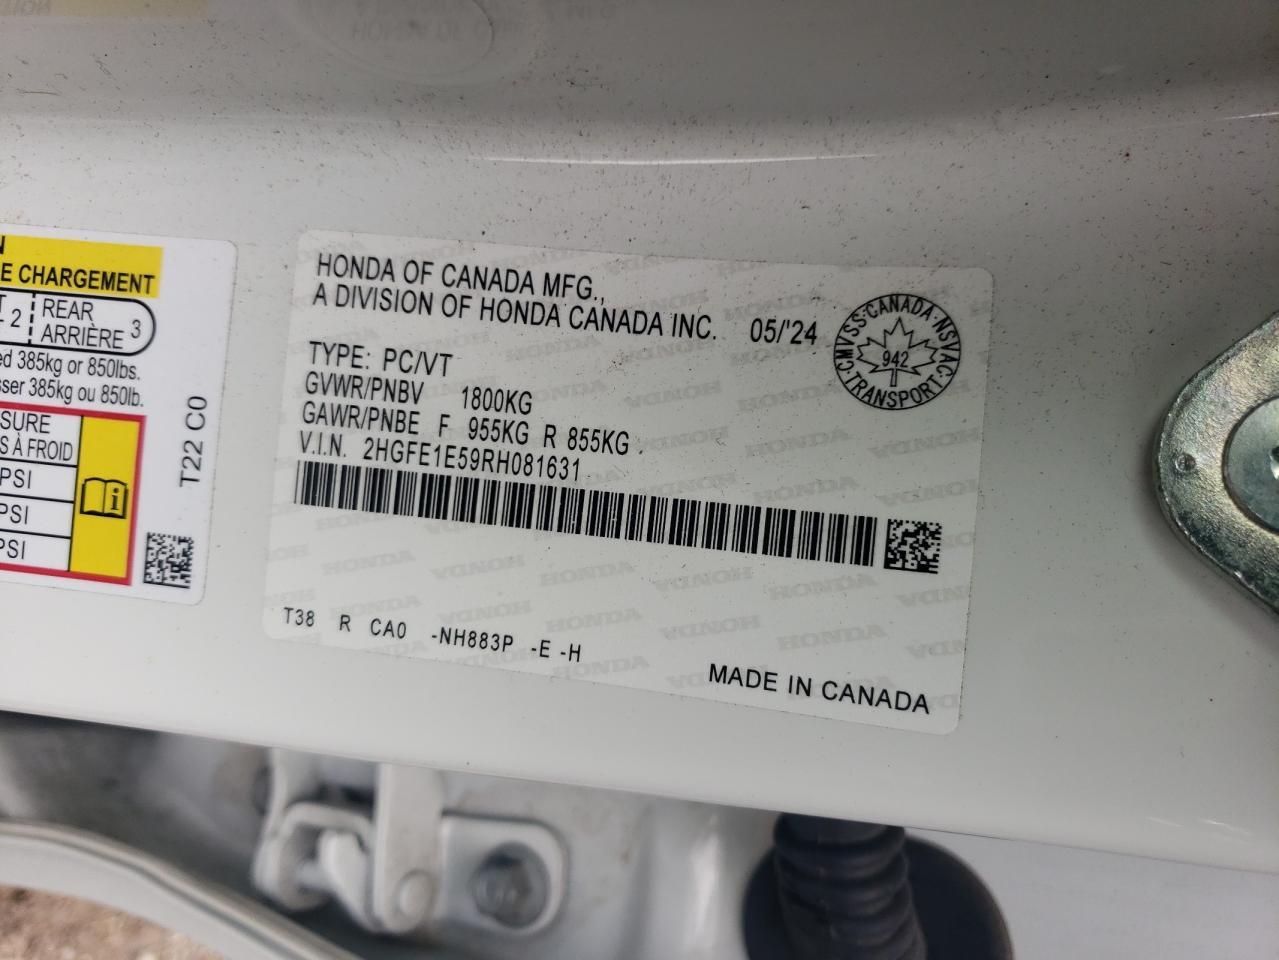 N
E CHARGEMENT
T
- 2
REAR
ARRIÈRE 3
ed 385kg or 850lbs.
sser 385kg ou 850lb.
SURE
S À FROID
PSI
PSI
PSI
T22 C0
HONDA OF CANADA MFG.,
A DIVISION OF HONDA CANADA INC. 05/'24
TYPE: PC/VT
GVWR/PNBV 1800KG
GAWR/PNBE F 955KG R 855KG
V.I.N. 2HGFE1E59RH081631
CANADA · NSVAC · TRANSPORT · CMVSS ·
942
T38 R CA0 -NH883P -E -H
MADE IN CANADA